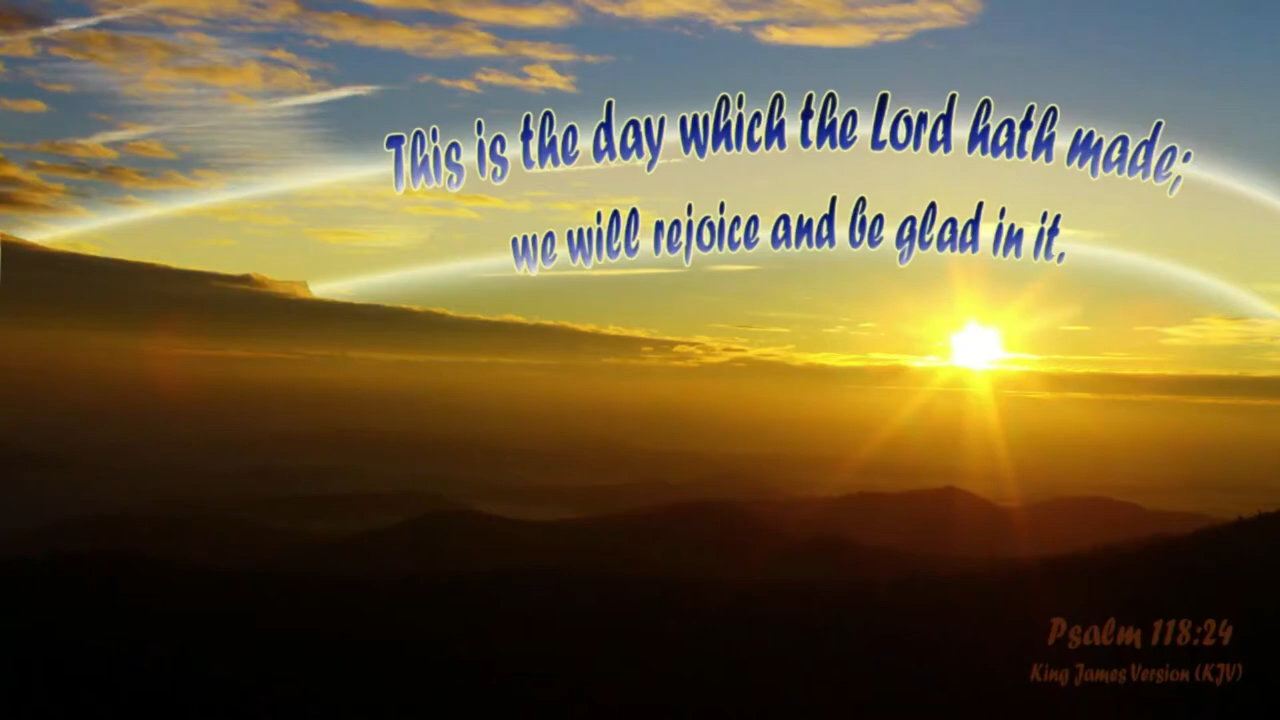 This is the day which the Lord hath made;
we will rejoice and be glad in it.
Psalm 118:24
King James Version (KJV)